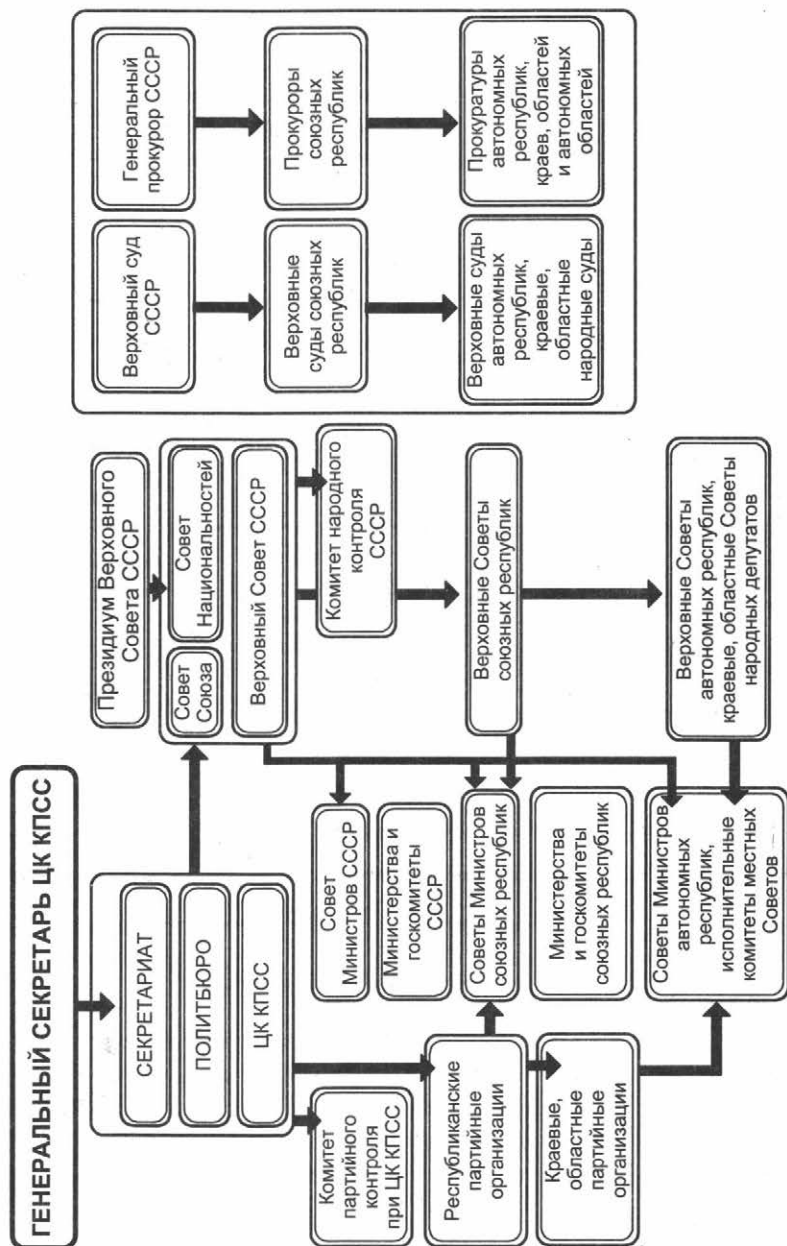 ГЕНЕРАЛЬНЫЙ СЕКРЕТАРЬ ЦК КПСС
СЕКРЕТАРИАТ
ПОЛИТБЮРО
ЦК КПСС
Комитет
партийного
контроля
при ЦК КПСС
Республиканские
партийные
организации
Краевые,
областные
партийные
организации
Президиум Верховного
Совета СССР
Совет
Союза
Совет
Национальностей
Верховный Совет СССР
Комитет народного
контроля
СССР
Совет
Министров СССР
Министерства и
госкомитеты
СССР
Советы Министров
союзных республик
Министерства
и госкомитеты
союзных республик
Советы Министров
автономных
республик,
исполнительные
комитеты местных
Советов
Верховные Советы
союзных республик
Верховные Советы
автономных республик,
краевые, областные Советы
народных депутатов
Верховный суд
СССР
Верховные
суды союзных
республик
Верховные суды
автономных
республик,
краевые,
областные
народные суды
Генеральный
прокурор СССР
Прокуроры
союзных
республик
Прокуратуры
автономных
республик,
краев, областей
и автономных
областей